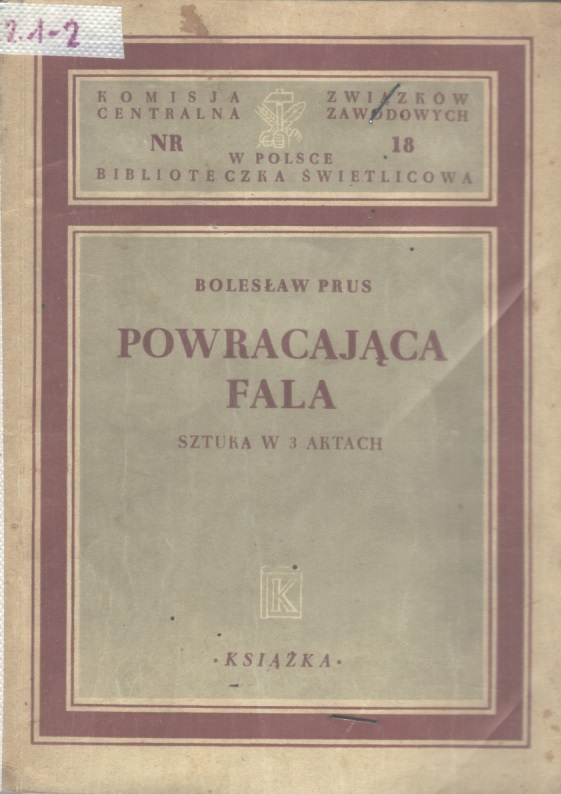 2.1-2
KOMISJA ZWIĄZKÓW
CENTRALNA ZAWODOWYCH
NR 18
W POLSCE
BIBLIOTECZKA ŚWIETLICOWA
BOLESŁAW PRUS
POWRACAJĄCA
FALA
SZTUKA W 3 AKTACH
K
·KSIĄŻKA·